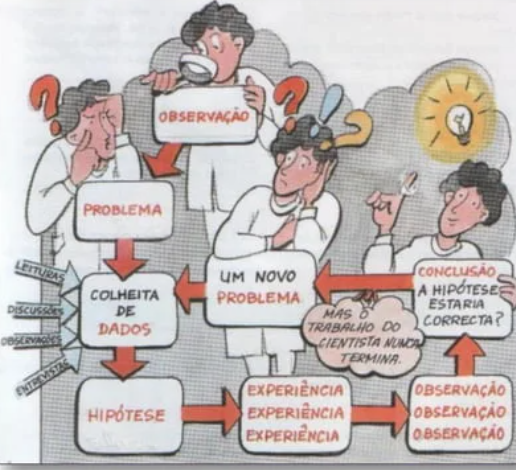 OBSERVAÇÃO
PROBLEMA
LEITURAS
DISCUSSÕES
OBSERVAÇÕES
ENTREVISTAS
COLHEITA
DE
DADOS
HIPÓTESE
EXPERIÊNCIA
EXPERIÊNCIA
EXPERIÊNCIA
OBSERVAÇÃO
OBSERVAÇÃO
OBSERVAÇÃO
CONCLUSÃO
A HIPÓTESE
ESTARIA
CORRECTA?
MAS O
TRABALHO DO
CIENTISTA NUNCA
TERMINA.
UM NOVO
PROBLEMA